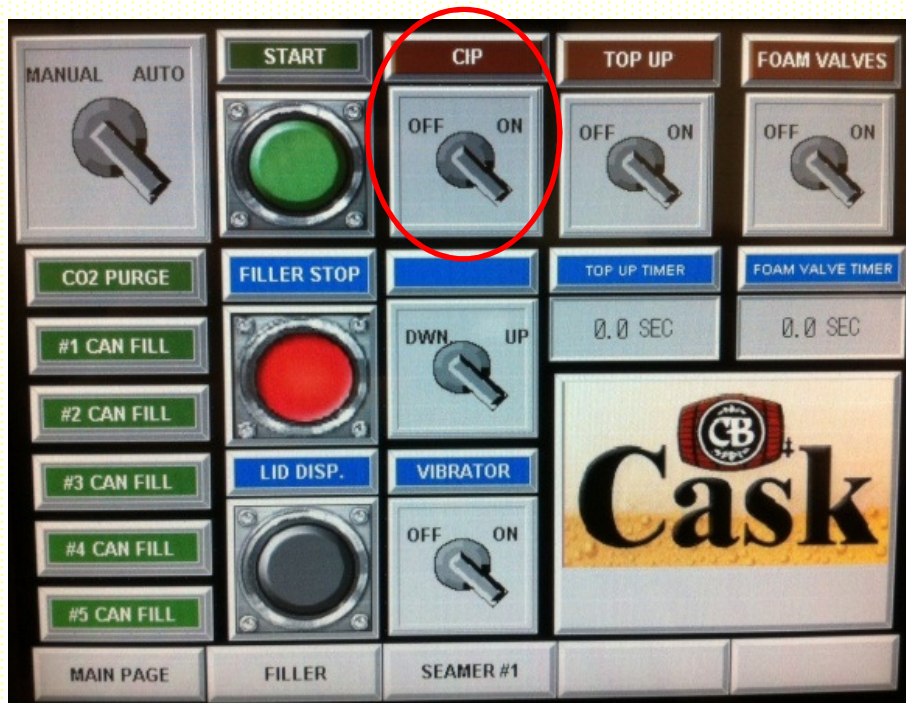 MANUAL AUTO
START
CIP
TOP UP
FOAM VALVES
OFF ON
OFF ON
OFF ON
CO2 PURGE
FILLER STOP
TOP UP TIMER
FOAM VALVE TIMER
#1 CAN FILL
DWN UP
0.0 SEC
0.0 SEC
#2 CAN FILL
#3 CAN FILL
LID DISP.
VIBRATOR
CB
Cask
#4 CAN FILL
OFF ON
#5 CAN FILL
MAIN PAGE
FILLER
SEAMER #1